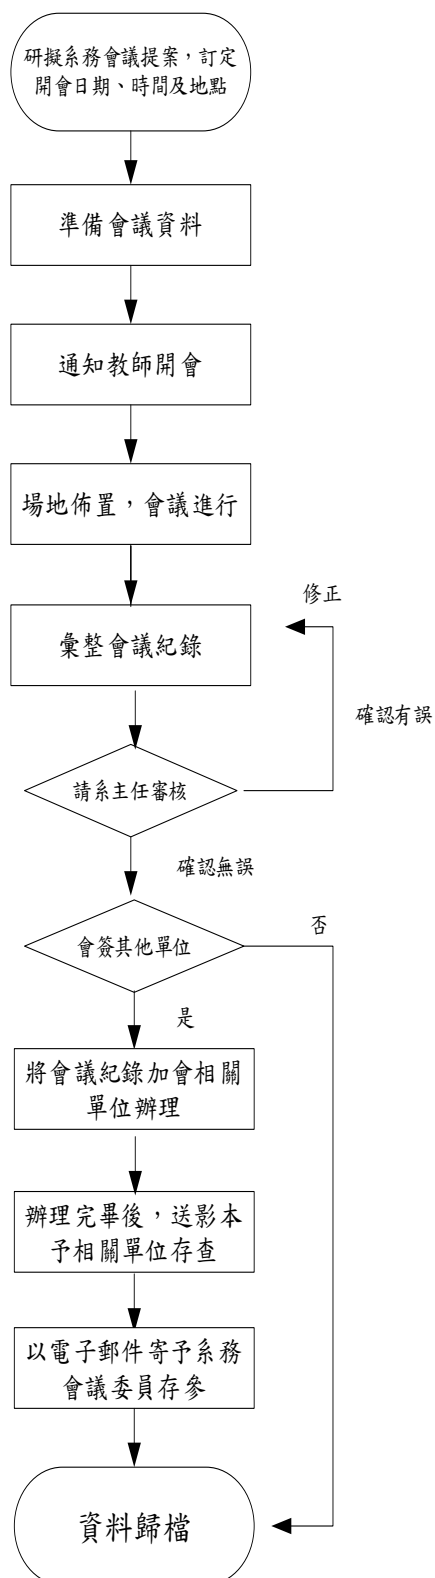 研擬系務會議提案，訂定
開會日期、時間及地點
準備會議資料
通知教師開會
場地佈置，會議進行
修正
彙整會議紀錄
確認有誤
請系主任審核
確認無誤
會簽其他單位
否
是
將會議紀錄加會相關
單位辦理
辦理完畢後，送影本
予相關單位存查
以電子郵件寄予系務
會議委員存參
資料歸檔